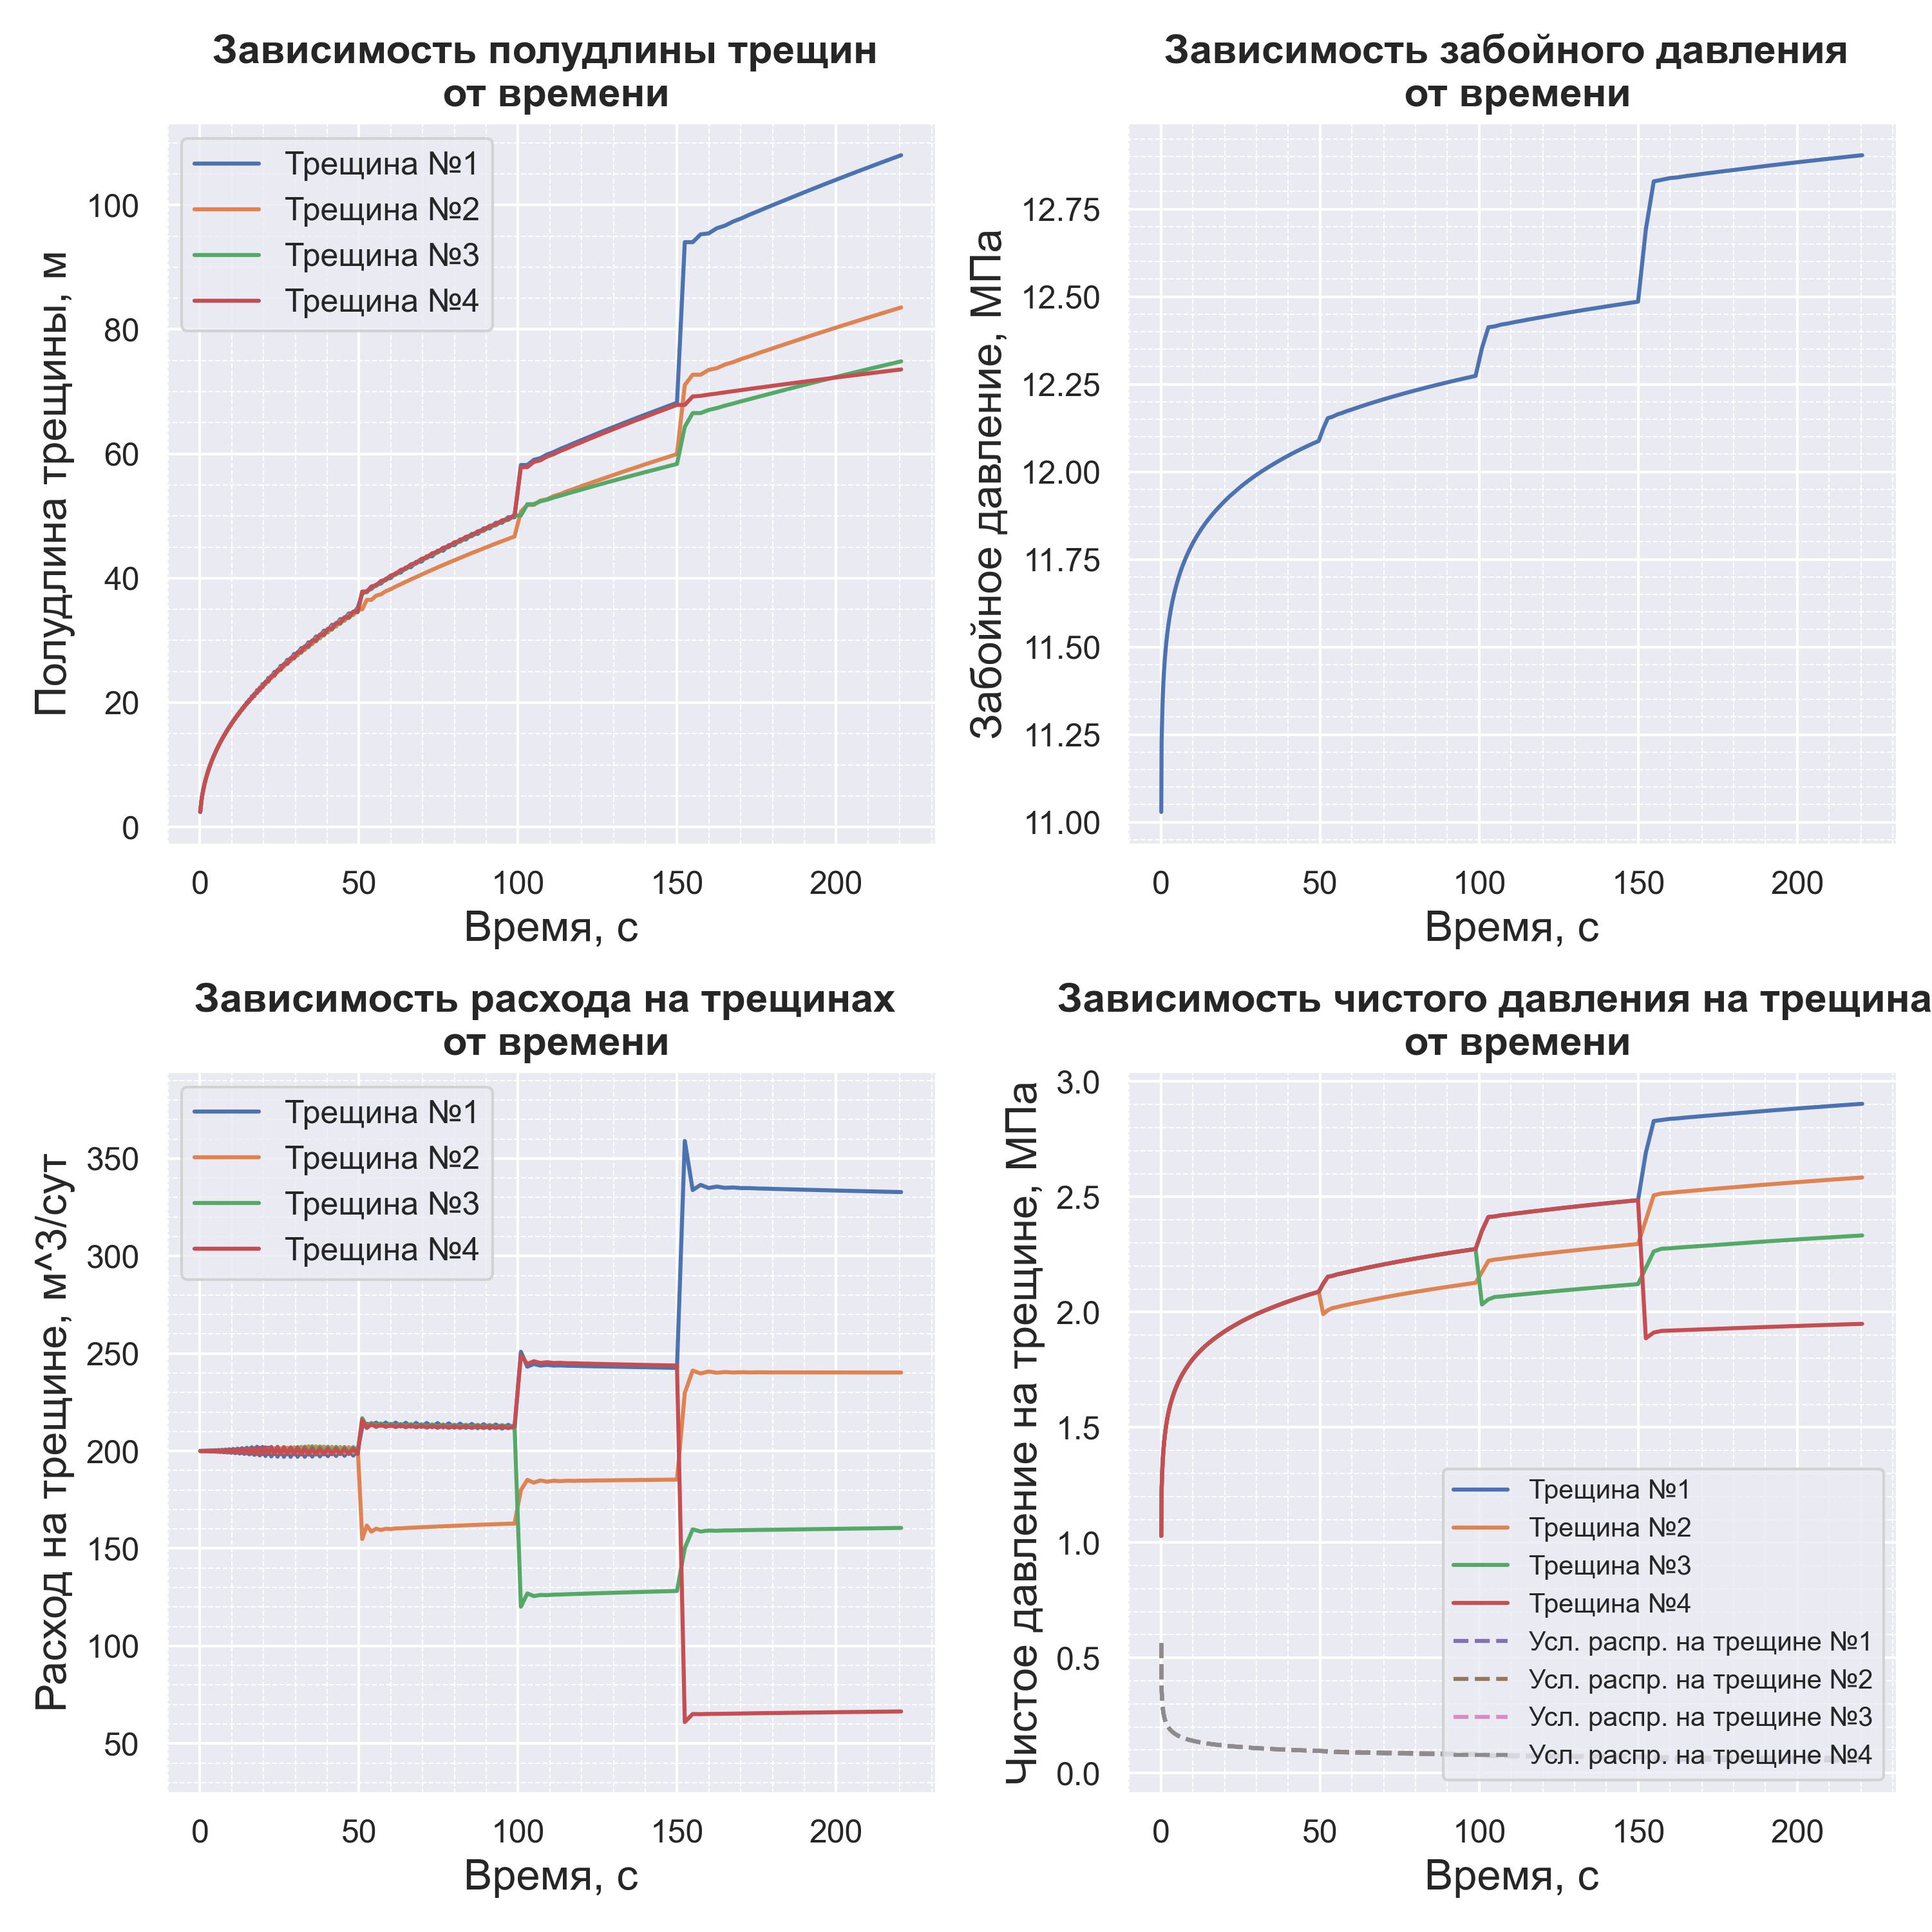 Зависимость полудлины трещин
от времени
Полудлина трещины, м
100
80
60
40
20
0
Трещина №1
Трещина №2
Трещина №3
Трещина №4
0 50 100 150 200
Время, с
Зависимость забойного давления
от времени
Забойное давление, МПа
12.75
12.50
12.25
12.00
11.75
11.50
11.25
11.00
0 50 100 150 200
Время, с
Зависимость расхода на трещинах
от времени
Расход на трещине, м^3/сут
350
300
250
200
150
100
50
Трещина №1
Трещина №2
Трещина №3
Трещина №4
0 50 100 150 200
Время, с
Зависимость чистого давления на трещина
от времени
Чистое давление на трещине, МПа
3.0
2.5
2.0
1.5
1.0
0.5
0.0
Трещина №1
Трещина №2
Трещина №3
Трещина №4
Усл. распр. на трещине №1
Усл. распр. на трещине №2
Усл. распр. на трещине №3
Усл. распр. на трещине №4
0 50 100 150 200
Время, с